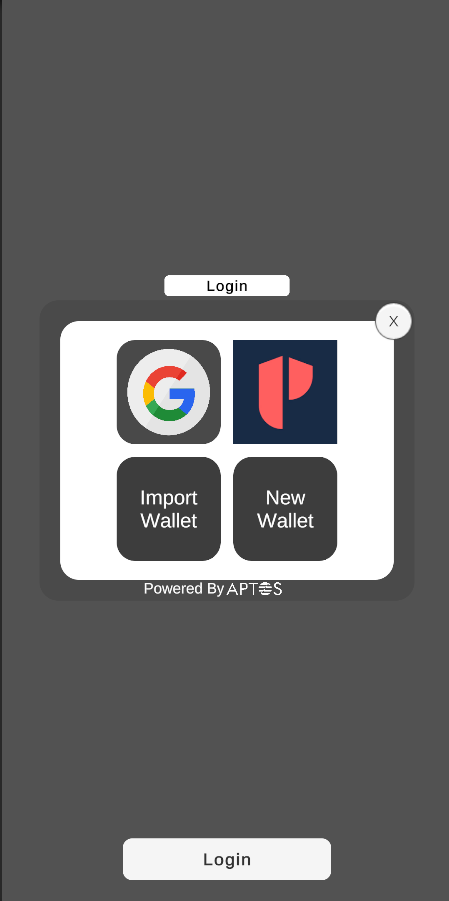 Login
X
Import
Wallet
New
Wallet
Powered By APTOS
Login